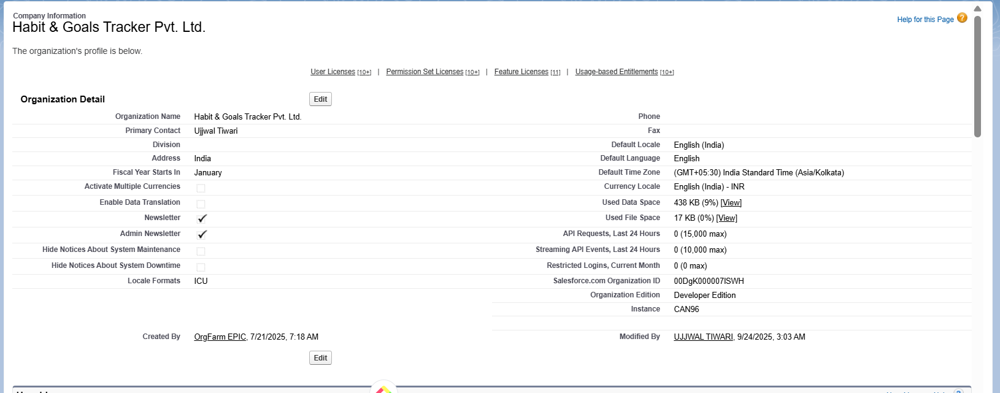 Company Information
Habit & Goals Tracker Pvt. Ltd.
Help for this Page
The organization's profile is below.
User Licenses [10+] | Permission Set Licenses [10+] | Feature Licenses [11] | Usage-based Entitlements [10+]
Organization Detail
Edit
Organization Name Habit & Goals Tracker Pvt. Ltd. Phone
Primary Contact Ujjwal Tiwari Fax
Division Default Locale English (India)
Address India Default Language English
Fiscal Year Starts In January Default Time Zone (GMT+05:30) India Standard Time (Asia/Kolkata)
Activate Multiple Currencies Currency Locale English (India) - INR
Enable Data Translation Used Data Space 438 KB (9%) [View]
Newsletter Used File Space 17 KB (0%) [View]
Admin Newsletter API Requests, Last 24 Hours 0 (15,000 max)
Hide Notices About System Maintenance Streaming API Events, Last 24 Hours 0 (10,000 max)
Hide Notices About System Downtime Restricted Logins, Current Month 0 (0 max)
Locale Formats ICU Salesforce.com Organization ID 00DgK000007ISWH
Organization Edition Developer Edition
Instance CAN96
Created By OrgFarm EPIC, 7/21/2025, 7:18 AM Modified By UJJWAL TIWARI, 9/24/2025, 3:03 AM
Edit